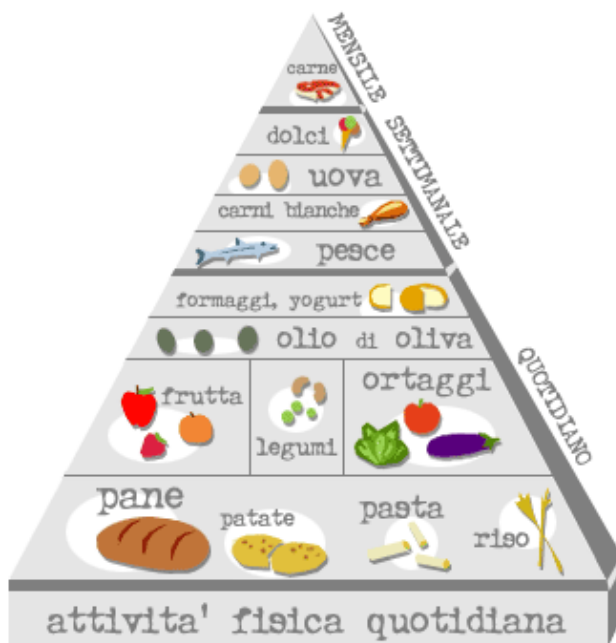 MENSILE
SETTIMANALE
QUOTIDIANO
carne
dolci
uova
carni bianche
pesce
formaggi, yogurt
olio di oliva
frutta
legumi
ortaggi
pane
patate
pasta
riso
attivita' fisica quotidiana